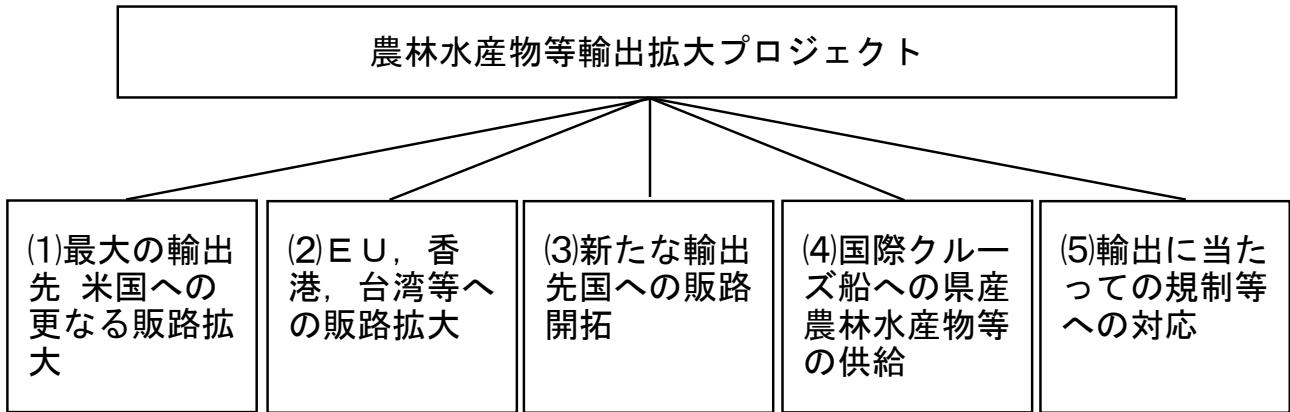 農林水産物等輸出拡大プロジェクト
⑴最大の輸出
先 米国への
更なる販路拡
大
⑵ＥＵ，香
港，台湾等へ
の販路拡大
⑶新たな輸出
先国への販路
開拓
⑷国際クルー
ズ船への県産
農林水産物等
の供給
⑸輸出に当た
っての規制等
への対応